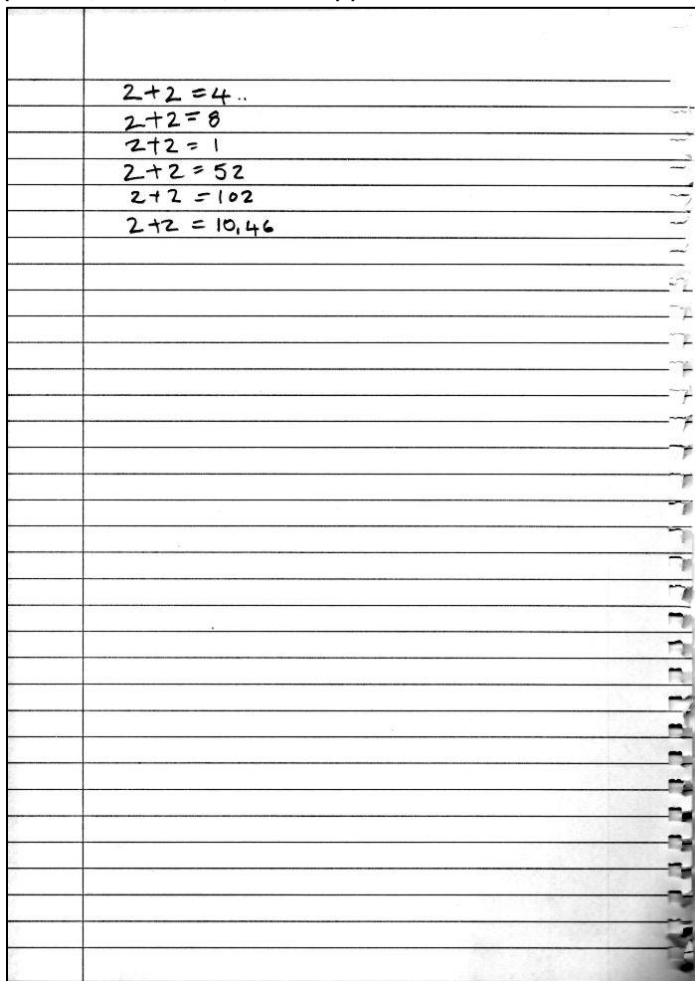 2+2 = 4..
2+2 = 8
2+2 = 1
2+2 = 52
2+2 = 102
2+2 = 10,46